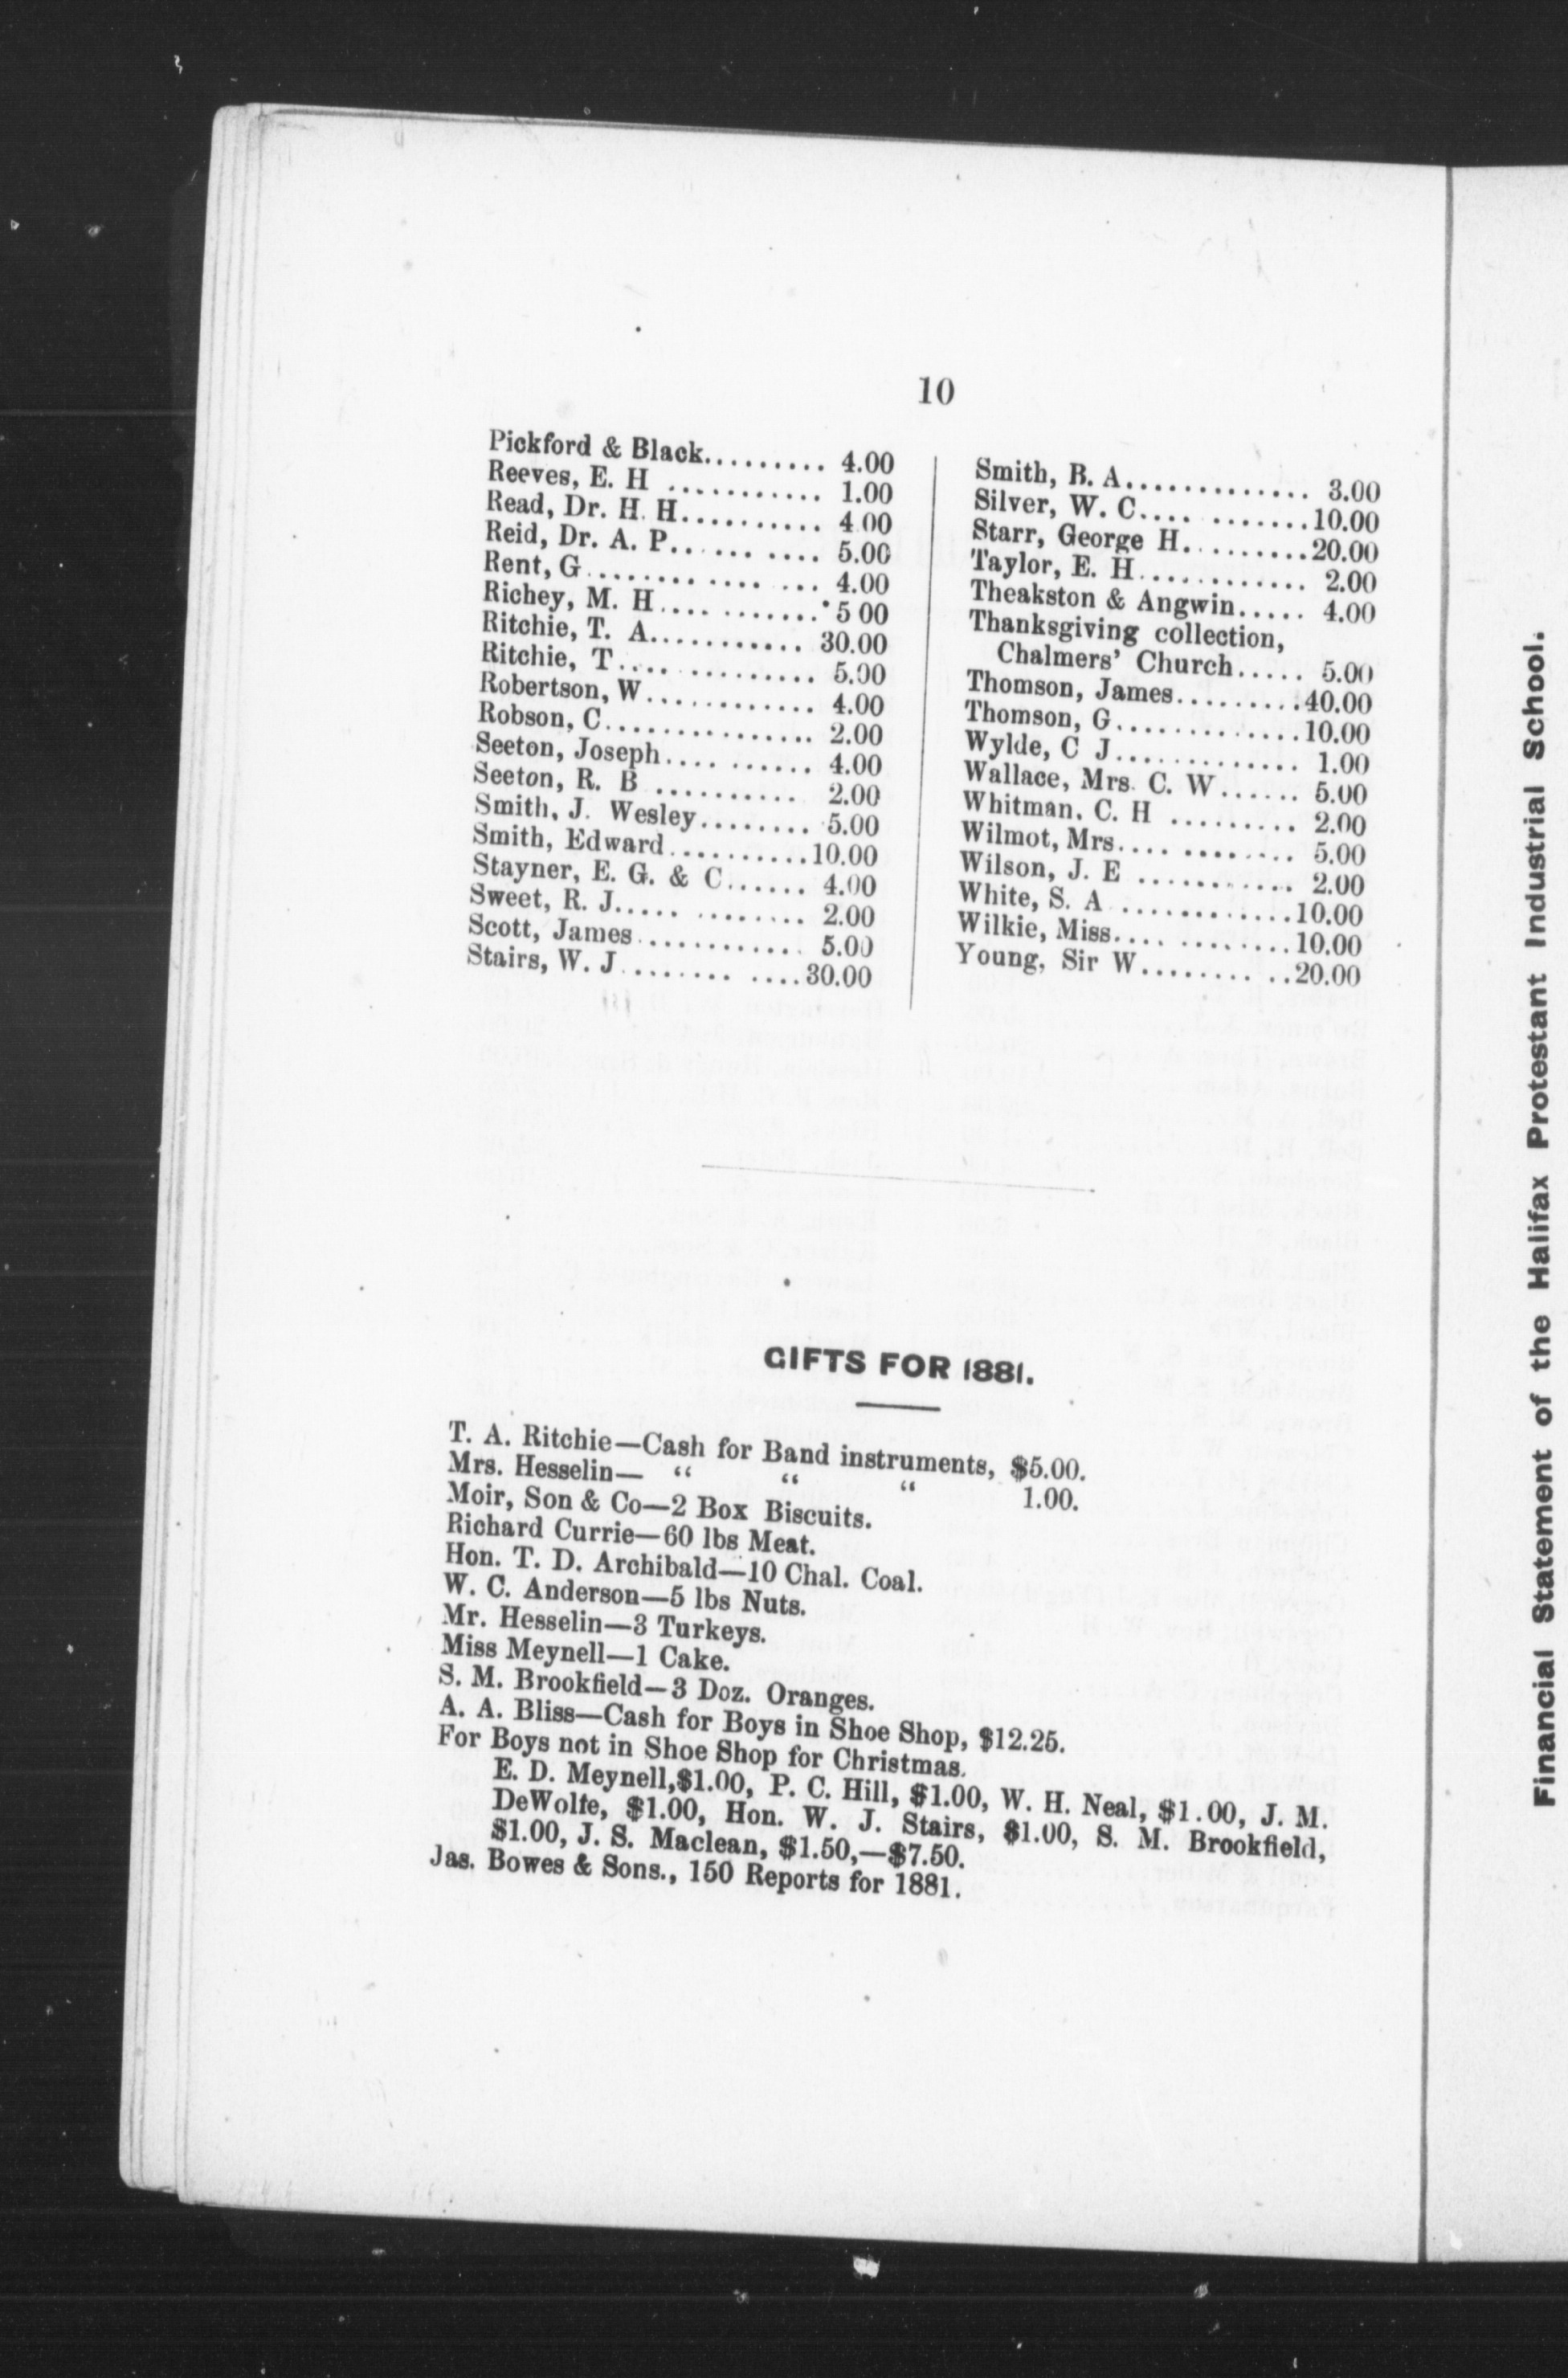 10
Pickford & Black......... 4.00
Reeves, E. H ........... 1.00
Read, Dr. H. H.......... 4.00
Reid, Dr. A. P...... .... 5.00
Rent, G............ ... 4.00
Richey, M. H.... ....... 5 00
Ritchie, T. A........... 30.00
Ritchie, T.... ......... 5.00
Robertson, W............ 4.00
Robson, C............... 2.00
Seeton, Joseph.... ...... 4.00
Seeton, R. B .......... 2.00
Smith, J. Wesley........ 5.00
Smith, Edward..........10.00
Stayner, E. G. & C...... 4.00
Sweet, R. J..... ........ 2.00
Scott, James............ 5.00
Stairs, W. J........ ....30.00
Smith, B. A............. 3.00
Silver, W. C.... .......10.00
Starr, George H.........20.00
Taylor, E. H............ 2.00
Theakston & Angwin..... 4.00
Thanksgiving collection,
Chalmers' Church..... 5.00
Thomson, James.........40.00
Thomson, G.............10.00
Wylde, C J............. 1.00
Wallace, Mrs. C. W...... 5.00
Whitman. C. H ......... 2.00
Wilmot, Mrs.... ........ 5.00
Wilson, J. E ........... 2.00
White, S. A ............10.00
Wilkie, Miss.... ........10.00
Young, Sir W........ ..20.00
GIFTS FOR 1881.
T. A. Ritchie—Cash for Band instruments, $5.00.
Mrs. Hesselin— “ “ “ 1.00.
Moir, Son & Co—2 Box Biscuits.
Richard Currie—60 lbs Meat.
Hon. T. D. Archibald—10 Chal. Coal.
W. C. Anderson—5 lbs Nuts.
Mr. Hesselin—3 Turkeys.
Miss Meynell—1 Cake.
S. M. Brookfield—3 Doz. Oranges.
A. A. Bliss—Cash for Boys in Shoe Shop, $12.25.
For Boys not in Shoe Shop for Christmas.
E. D. Meynell,$1.00, P. C. Hill, $1.00, W. H. Neal, $1.00, J. M.
DeWolfe, $1.00, Hon. W. J. Stairs, $1.00, S. M. Brookfield,
$1.00, J. S. Maclean, $1.50,—$7.50.
Jas. Bowes & Sons., 150 Reports for 1881.
Financial Statement of the Halifax Protestant Industrial School.